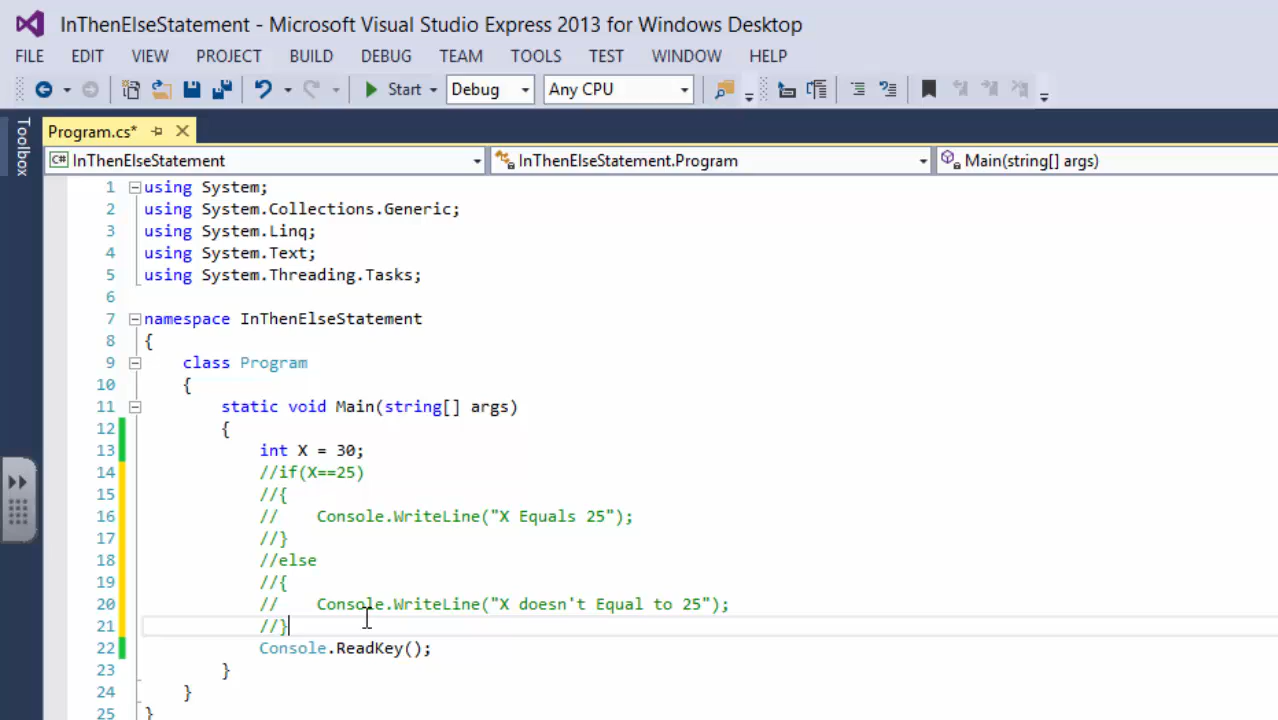 InThenElseStatement - Microsoft Visual Studio Express 2013 for Windows Desktop
FILE EDIT VIEW PROJECT BUILD DEBUG TEAM TOOLS TEST WINDOW HELP
Start Debug Any CPU
Toolbox
Program.cs*
C# InThenElseStatement InThenElseStatement.Program Main(string[] args)
1 using System;
2 using System.Collections.Generic;
3 using System.Linq;
4 using System.Text;
5 using System.Threading.Tasks;
6
7 namespace InThenElseStatement
8 {
9 class Program
10 {
11 static void Main(string[] args)
12 {
13 int X = 30;
14 //if(X==25)
15 //{
16 //    Console.WriteLine("X Equals 25");
17 //}
18 //else
19 //{
20 //    Console.WriteLine("X doesn't Equal to 25");
21 //}
22 Console.ReadKey();
23 }
24 }
25 }